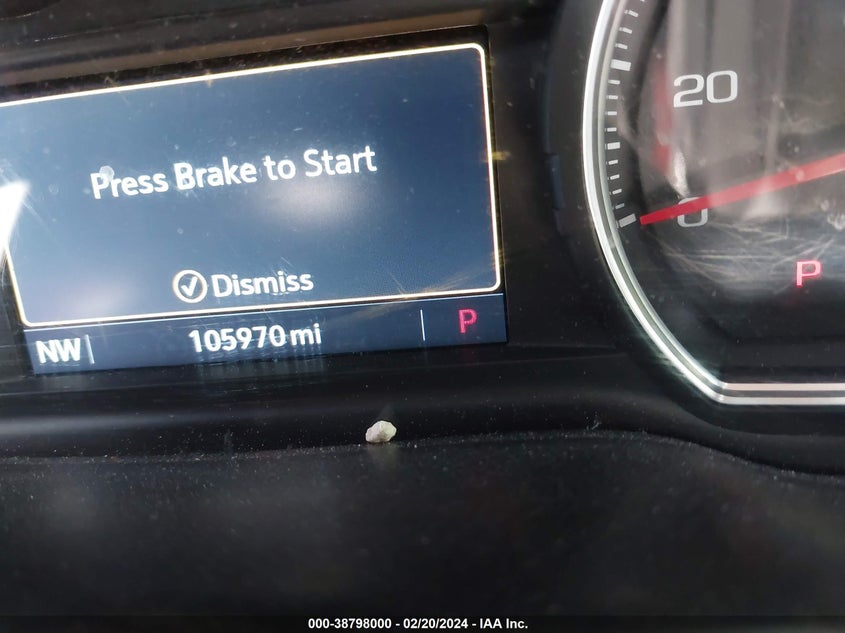 Press Brake to Start
Dismiss
NW
105970 mi
P
20
0
P
000-38798000 - 02/20/2024 - IAA Inc.